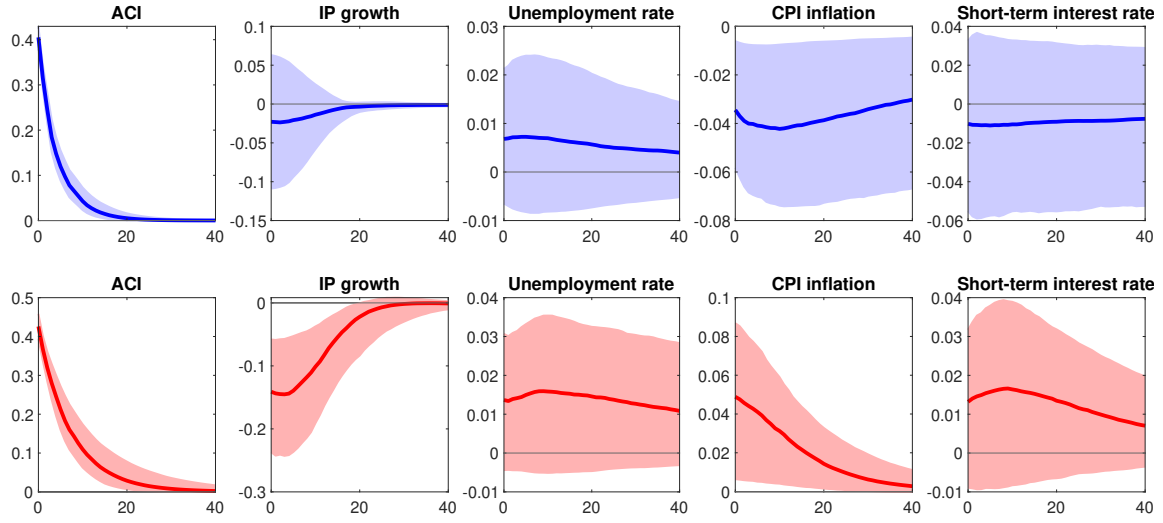 ACI
0.4
0.3
0.2
0.1
0
0 20 40
IP growth
0.1
0.05
0
-0.05
-0.1
-0.15
0 20 40
Unemployment rate
0.03
0.02
0.01
0
-0.01
0 20 40
CPI inflation
-0
-0.02
-0.04
-0.06
-0.08
0 20 40
Short-term interest rate
0.04
0.02
0
-0.02
-0.04
-0.06
0 20 40
ACI
0.5
0.4
0.3
0.2
0.1
0
0 20 40
IP growth
0
-0.1
-0.2
-0.3
0 20 40
Unemployment rate
0.04
0.03
0.02
0.01
0
-0.01
0 20 40
CPI inflation
0.1
0.08
0.06
0.04
0.02
0
0 20 40
Short-term interest rate
0.04
0.03
0.02
0.01
0
-0.01
0 20 40